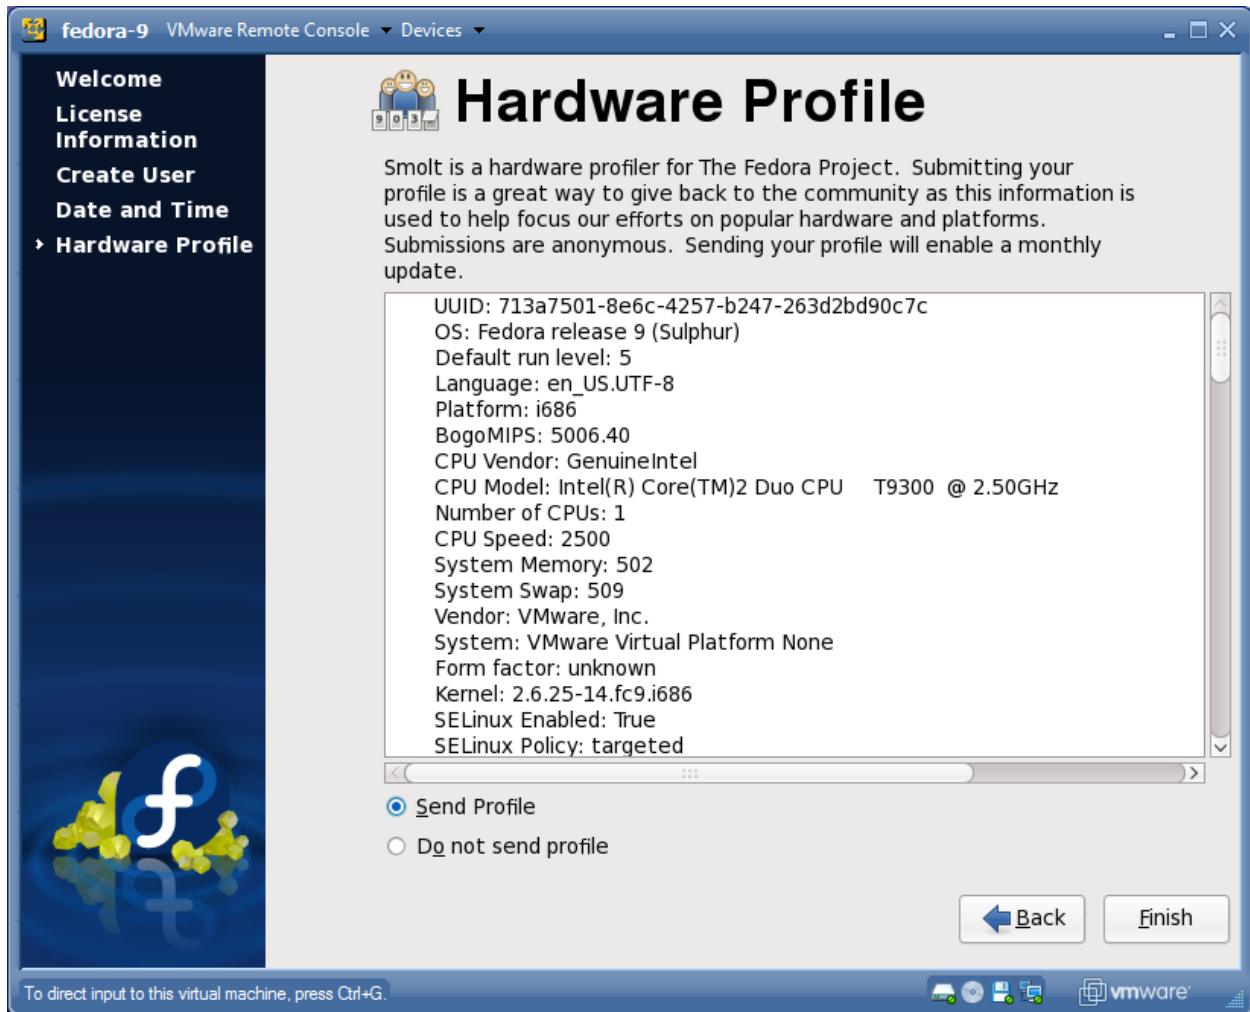 fedora-9 VMware Remote Console Devices
Welcome
License
Information
Create User
Date and Time
Hardware Profile
9 0 3
Hardware Profile
Smolt is a hardware profiler for The Fedora Project. Submitting your
profile is a great way to give back to the community as this information is
used to help focus our efforts on popular hardware and platforms.
Submissions are anonymous. Sending your profile will enable a monthly
update.
UUID: 713a7501-8e6c-4257-b247-263d2bd90c7c
OS: Fedora release 9 (Sulphur)
Default run level: 5
Language: en_US.UTF-8
Platform: i686
BogoMIPS: 5006.40
CPU Vendor: GenuineIntel
CPU Model: Intel(R) Core(TM)2 Duo CPU     T9300  @ 2.50GHz
Number of CPUs: 1
CPU Speed: 2500
System Memory: 502
System Swap: 509
Vendor: VMware, Inc.
System: VMware Virtual Platform None
Form factor: unknown
Kernel: 2.6.25-14.fc9.i686
SELinux Enabled: True
SELinux Policy: targeted
Send Profile
Do not send profile
Back
Finish
To direct input to this virtual machine, press Ctrl+G.
vmware